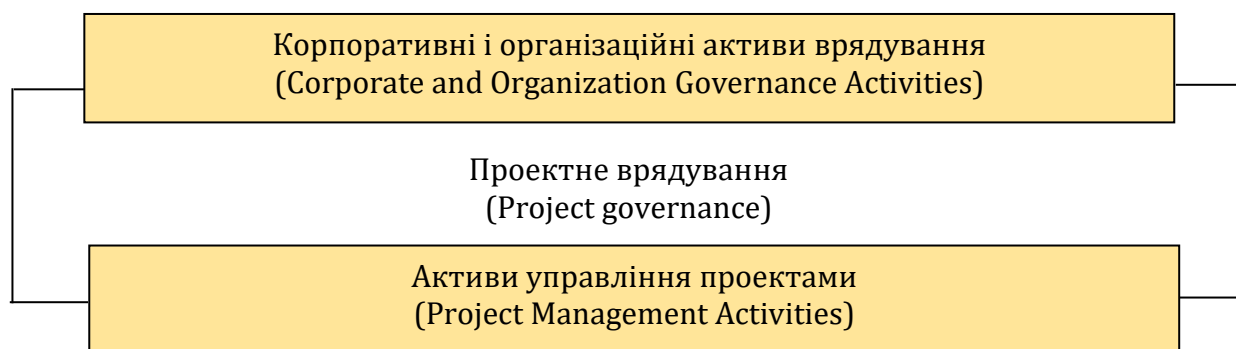 Корпоративні і організаційні активи врядування
(Corporate and Organization Governance Activities)
Проектне врядування
(Project governance)
Активи управління проектами
(Project Management Activities)